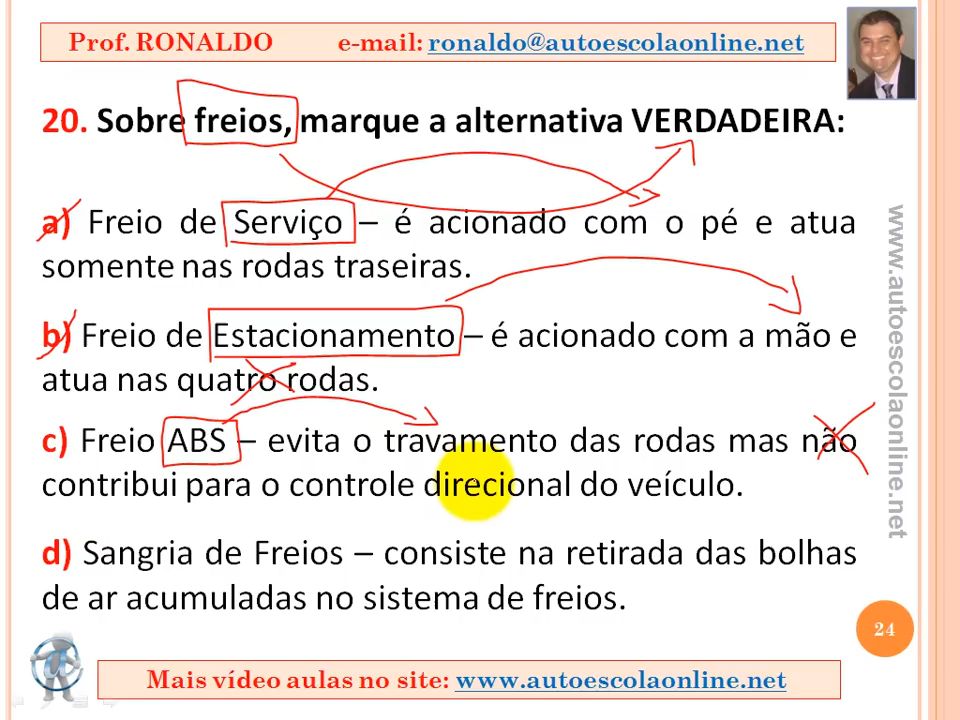 Prof. RONALDO e-mail: ronaldo@autoescolaonline.net
20. Sobre freios, marque a alternativa VERDADEIRA:
a) Freio de Serviço – é acionado com o pé e atua
somente nas rodas traseiras.
b) Freio de Estacionamento – é acionado com a mão e
atua nas quatro rodas.
c) Freio ABS – evita o travamento das rodas mas não
contribui para o controle direcional do veículo.
d) Sangria de Freios – consiste na retirada das bolhas
de ar acumuladas no sistema de freios.
www.autoescolaonline.net
24
Mais vídeo aulas no site: www.autoescolaonline.net